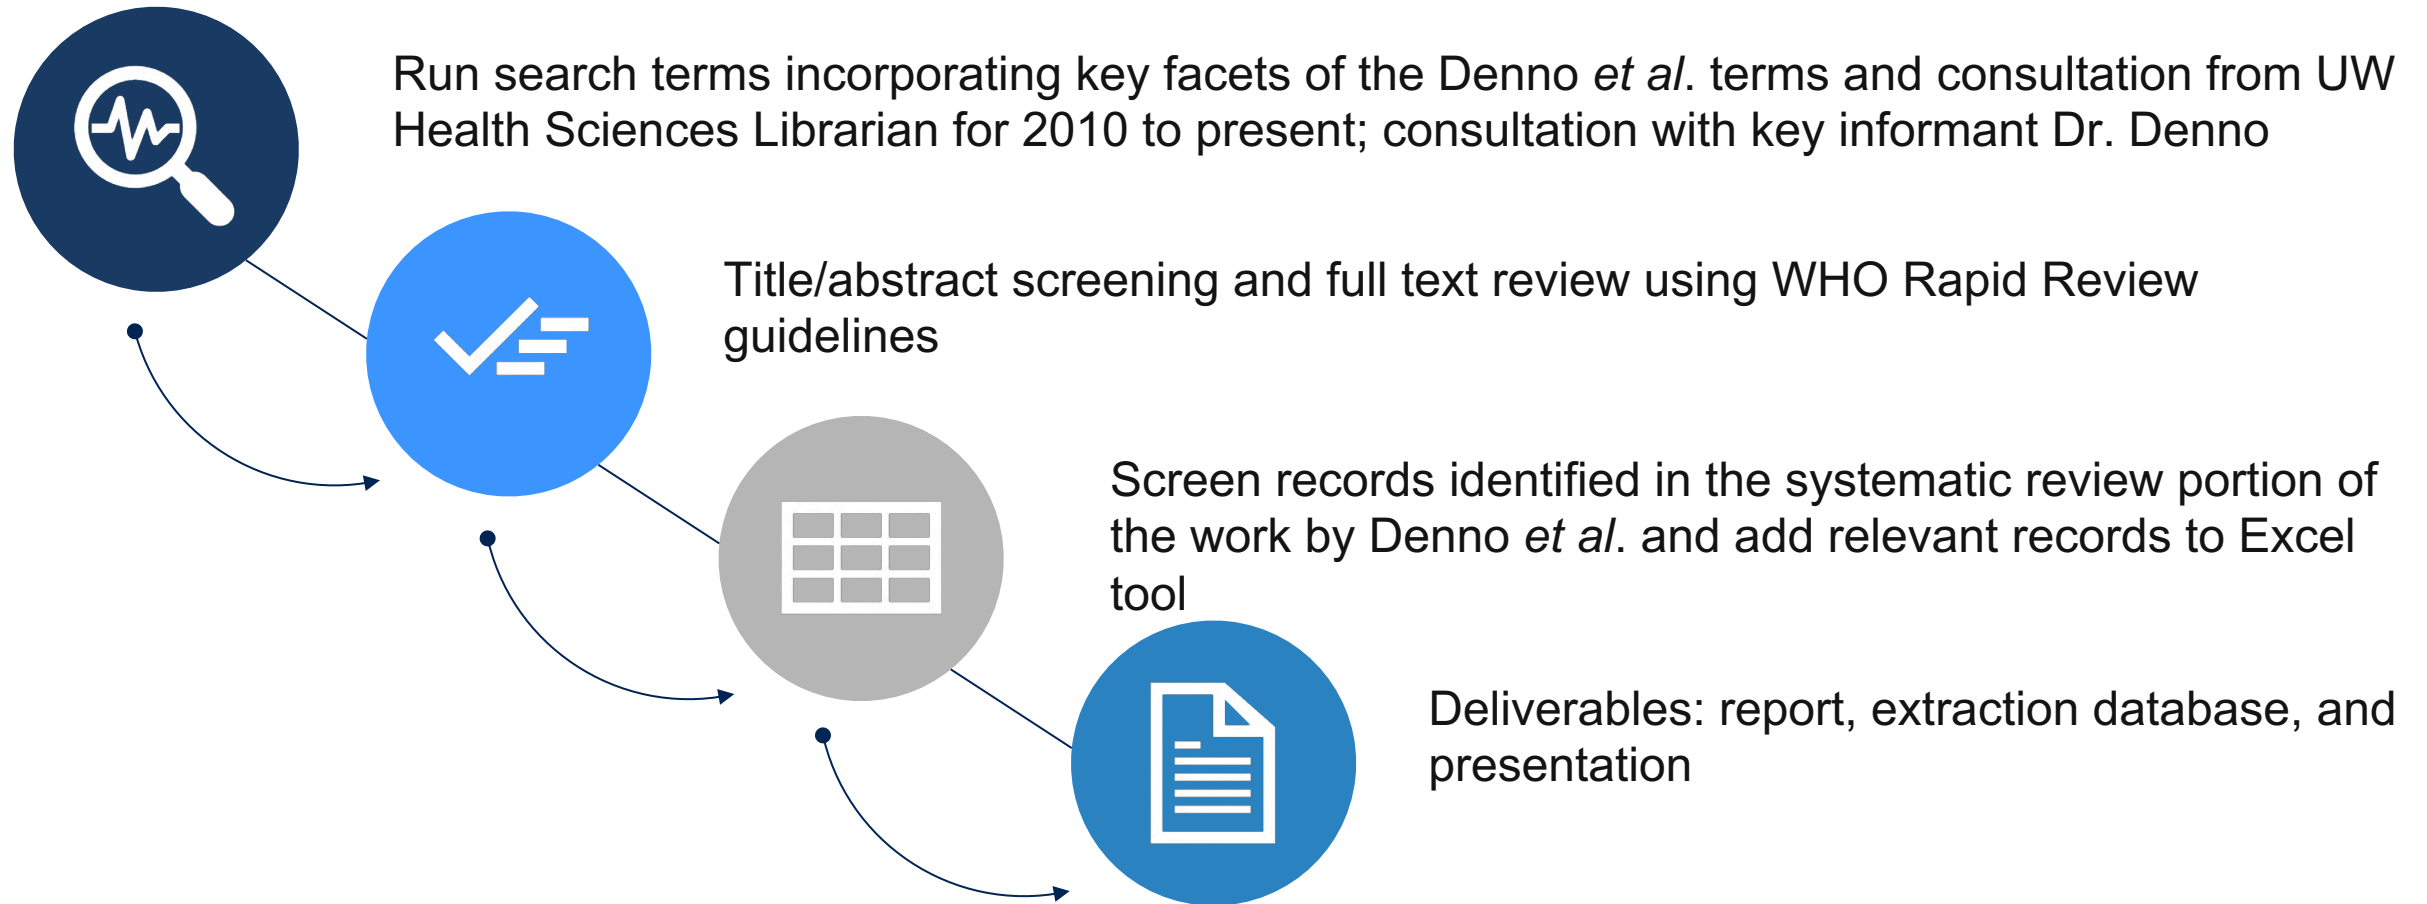 Run search terms incorporating key facets of the Denno et al. terms and consultation from UW
Health Sciences Librarian for 2010 to present; consultation with key informant Dr. Denno
Title/abstract screening and full text review using WHO Rapid Review
guidelines
Screen records identified in the systematic review portion of
the work by Denno et al. and add relevant records to Excel
tool
Deliverables: report, extraction database, and
presentation